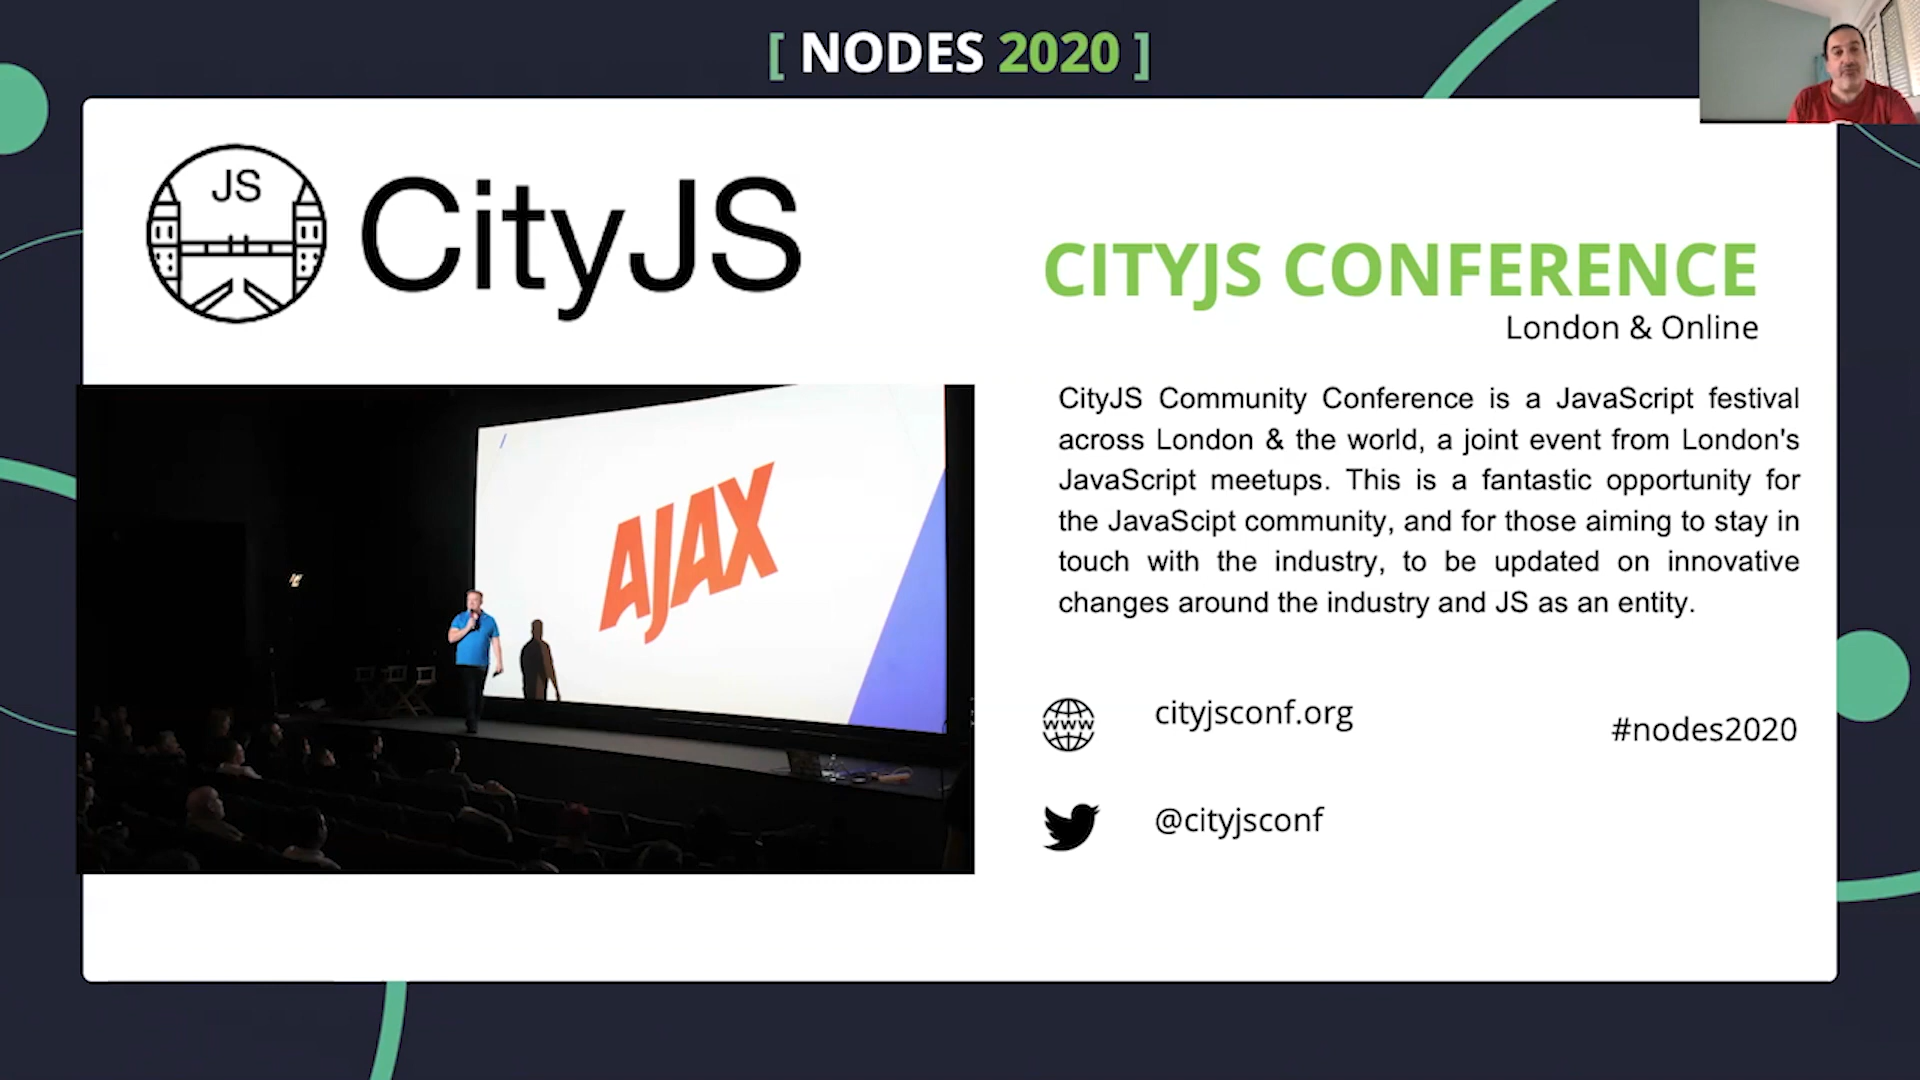 [ NODES 2020 ]
JS
CityJS
CITYJS CONFERENCE
London & Online
AJAX
CityJS Community Conference is a JavaScript festival
across London & the world, a joint event from London's
JavaScript meetups. This is a fantastic opportunity for
the JavaScipt community, and for those aiming to stay in
touch with the industry, to be updated on innovative
changes around the industry and JS as an entity.
www
cityjsconf.org
#nodes2020
@cityjsconf